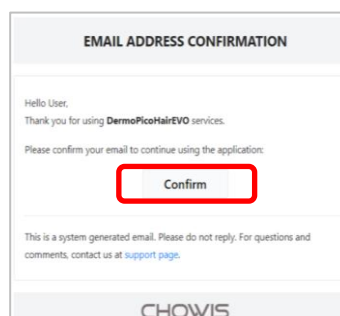 EMAIL ADDRESS CONFIRMATION
Hello User,
Thank you for using DermoPicoHairEVO services.
Please confirm your email to continue using the application:
Confirm
This is a system generated email. Please do not reply. For questions and
comments, contact us at support page.
CHOWIS